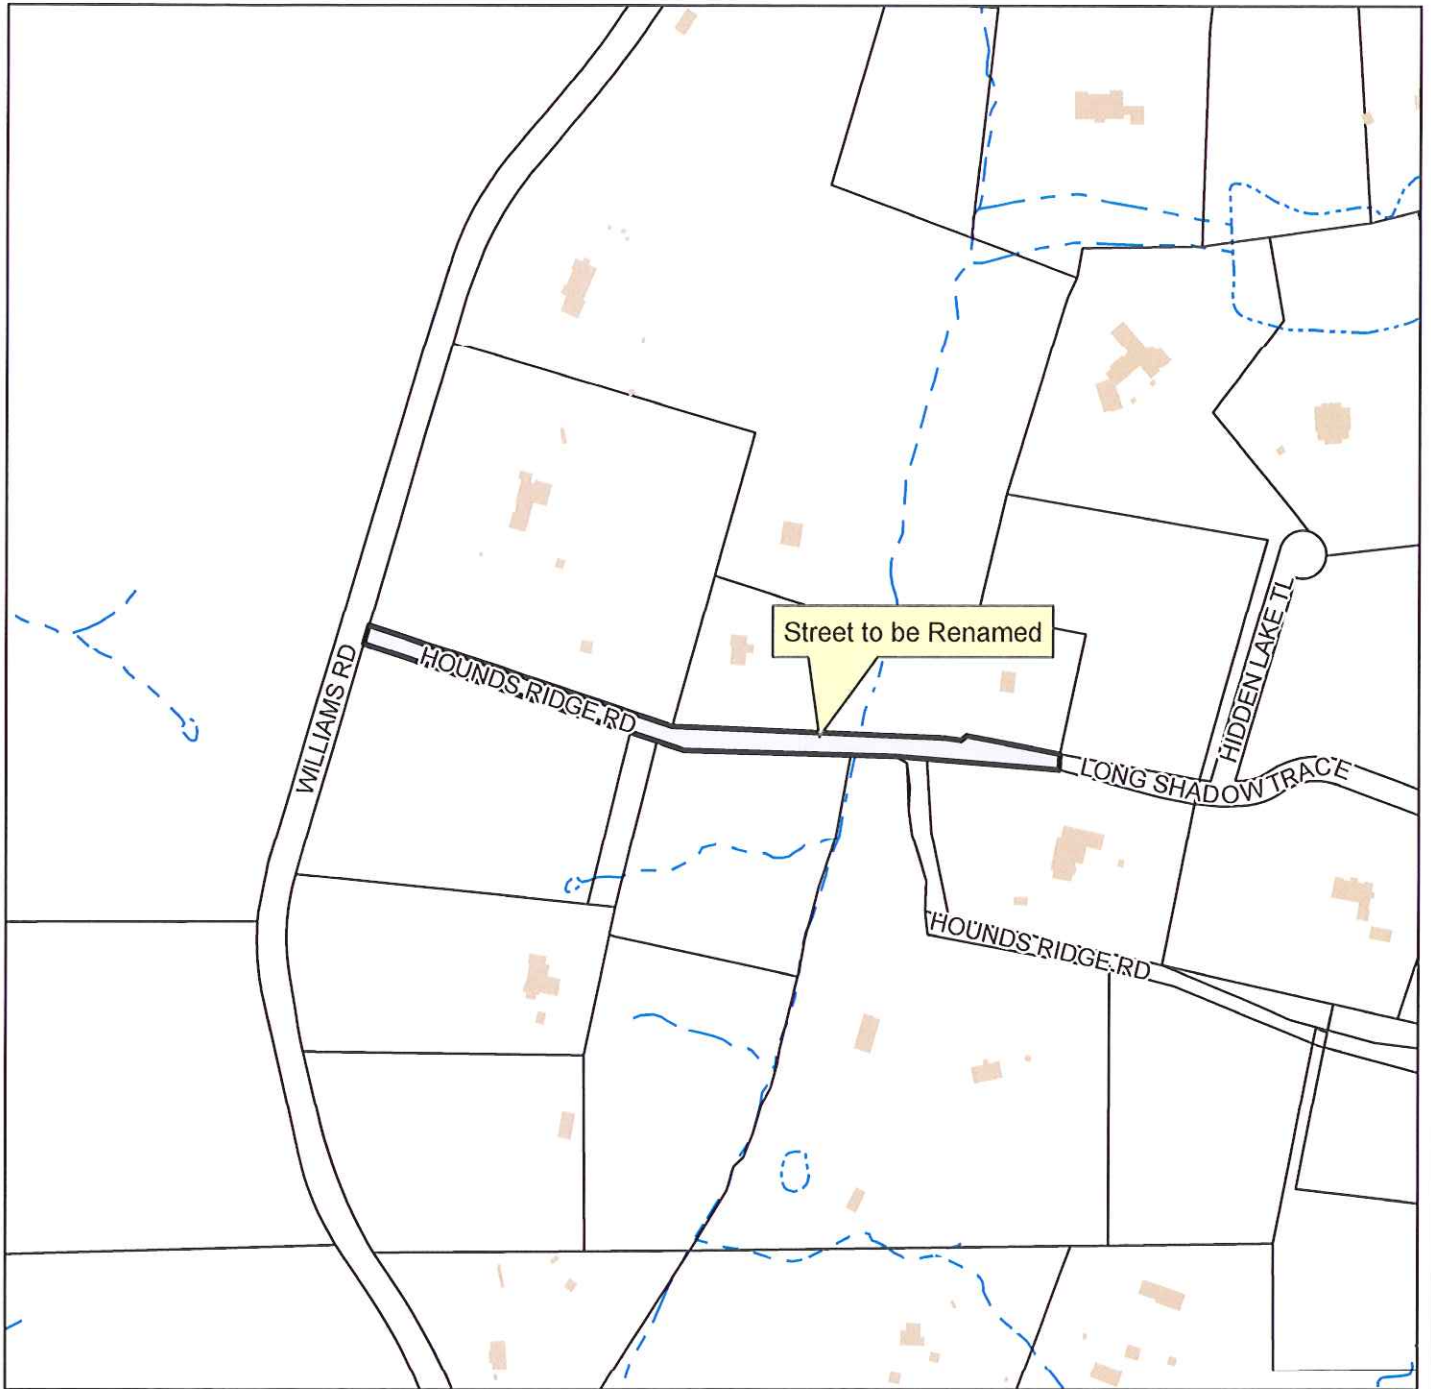 Street to be Renamed
HOUNDS RIDGE RD
WILLIAMS RD
HIDDEN LAKE TL
LONG SHADOW TRACE
HOUNDS RIDGE RD